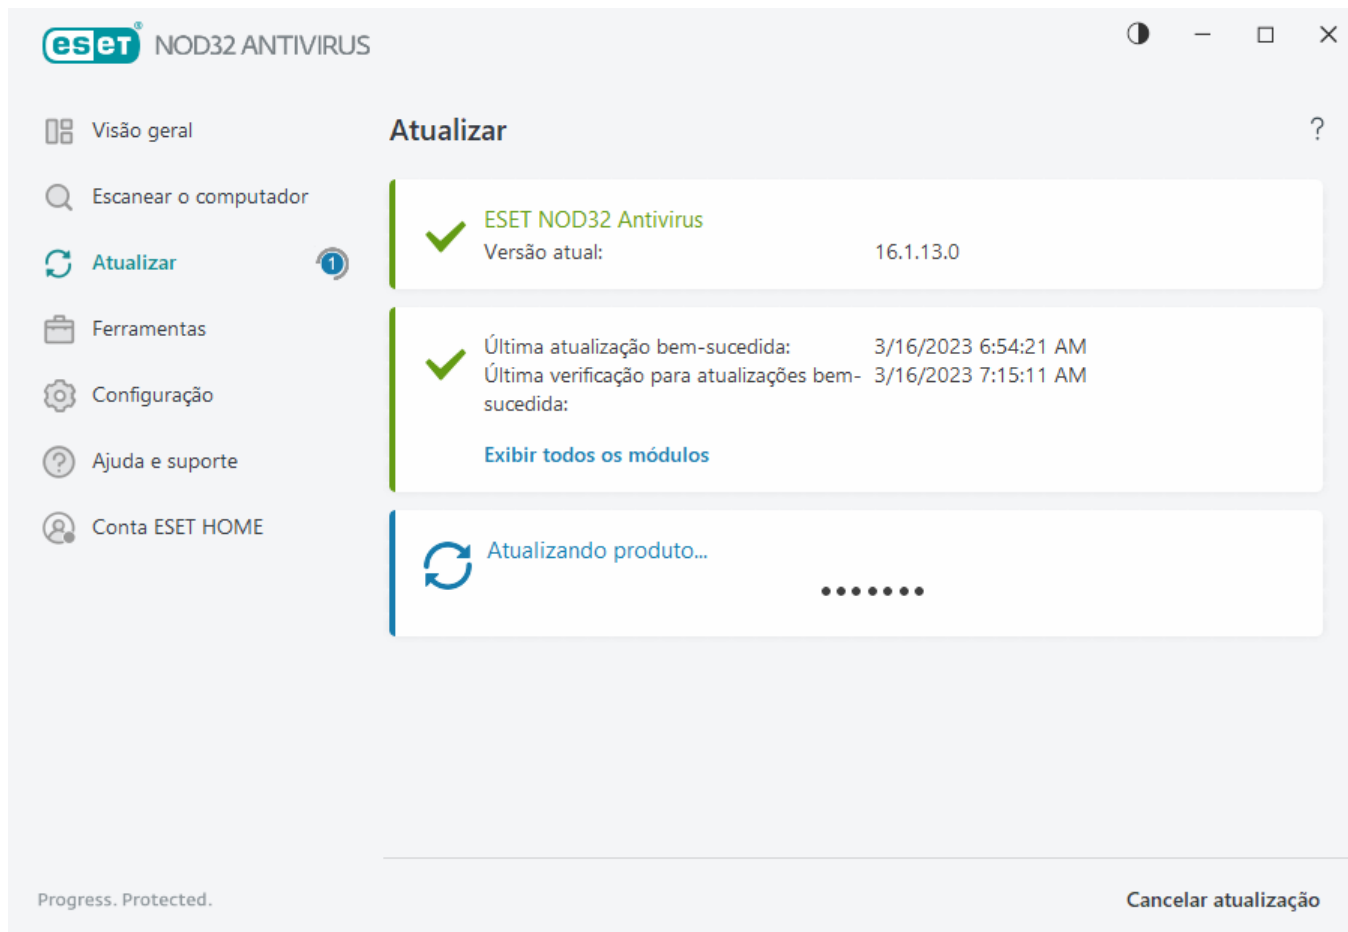 eset® NOD32 ANTIVIRUS
Visão geral
Escanear o computador
Atualizar 1
Ferramentas
Configuração
Ajuda e suporte
Conta ESET HOME
Atualizar ?
ESET NOD32 Antivirus
Versão atual: 16.1.13.0
Última atualização bem-sucedida: 3/16/2023 6:54:21 AM
Última verificação para atualizações bem- 3/16/2023 7:15:11 AM
sucedida:
Exibir todos os módulos
Atualizando produto...
Progress. Protected.
Cancelar atualização